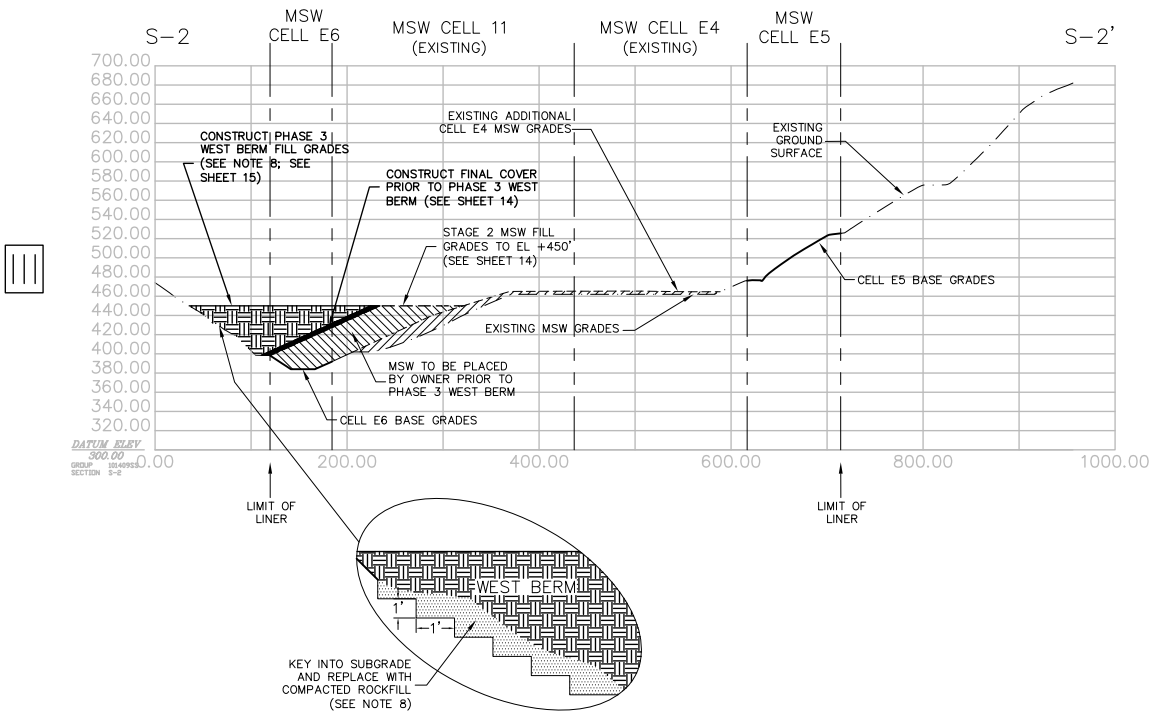 S-2
MSW
CELL E6
MSW CELL 11
(EXISTING)
MSW CELL E4
(EXISTING)
MSW
CELL E5
S-2'
700.00
680.00
660.00
640.00
620.00
600.00
580.00
560.00
540.00
520.00
500.00
480.00
460.00
440.00
420.00
400.00
380.00
360.00
340.00
320.00
DATUM ELEV
300.00
GROUP 101409SS
SECTION S-2
0.00
200.00
400.00
600.00
800.00
1000.00
CONSTRUCT PHASE 3
WEST BERM FILL GRADES
(SEE NOTE 8; SEE
SHEET 15)
EXISTING ADDITIONAL
CELL E4 MSW GRADES
EXISTING
GROUND
SURFACE
CONSTRUCT FINAL COVER
PRIOR TO PHASE 3 WEST
BERM (SEE SHEET 14)
STAGE 2 MSW FILL
GRADES TO EL +450'
(SEE SHEET 14)
CELL E5 BASE GRADES
EXISTING MSW GRADES
MSW TO BE PLACED
BY OWNER PRIOR TO
PHASE 3 WEST BERM
CELL E6 BASE GRADES
LIMIT OF
LINER
LIMIT OF
LINER
WEST BERM
1'
1'
KEY INTO SUBGRADE
AND REPLACE WITH
COMPACTED ROCKFILL
(SEE NOTE 8)